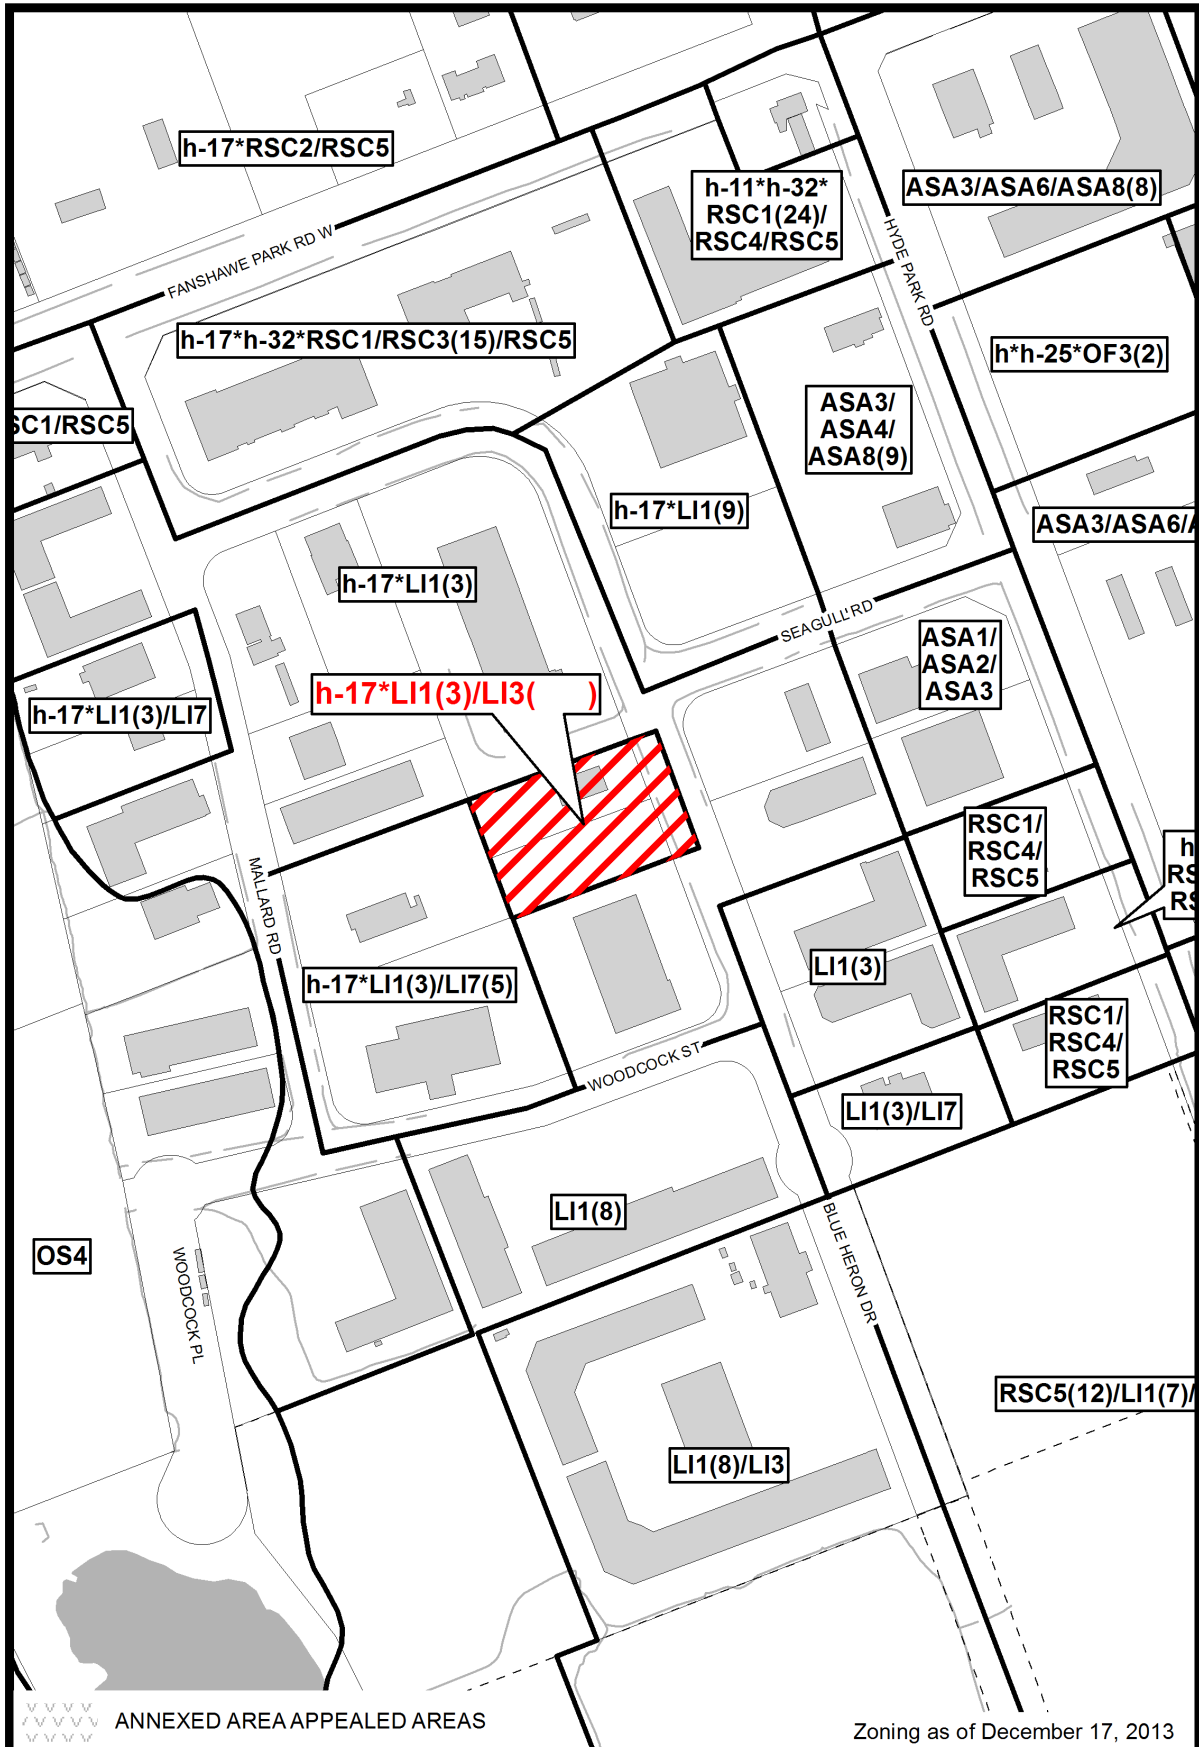 h-17*RSC2/RSC5
h-11*h-32*
RSC1(24)/
RSC4/RSC5
ASA3/ASA6/ASA8(8)
HYDE PARK RD
FANSHAWE PARK RD W
h-17*h-32*RSC1/RSC3(15)/RSC5
h*h-25*OF3(2)
SC1/RSC5
ASA3/
ASA4/
ASA8(9)
h-17*LI1(9)
ASA3/ASA6/A
h-17*LI1(3)
SEAGULL RD
ASA1/
ASA2/
ASA3
h-17*LI1(3)/LI3( )
h-17*LI1(3)/LI7
RSC1/
RSC4/
RSC5
h
RS
RS
MALLARD RD
LI1(3)
h-17*LI1(3)/LI7(5)
RSC1/
RSC4/
RSC5
WOODCOCK ST
LI1(3)/LI7
LI1(8)
BLUE HERON DR
OS4
WOODCOCK PL
RSC5(12)/LI1(7)/
LI1(8)/LI3
ANNEXED AREA APPEALED AREAS
Zoning as of December 17, 2013